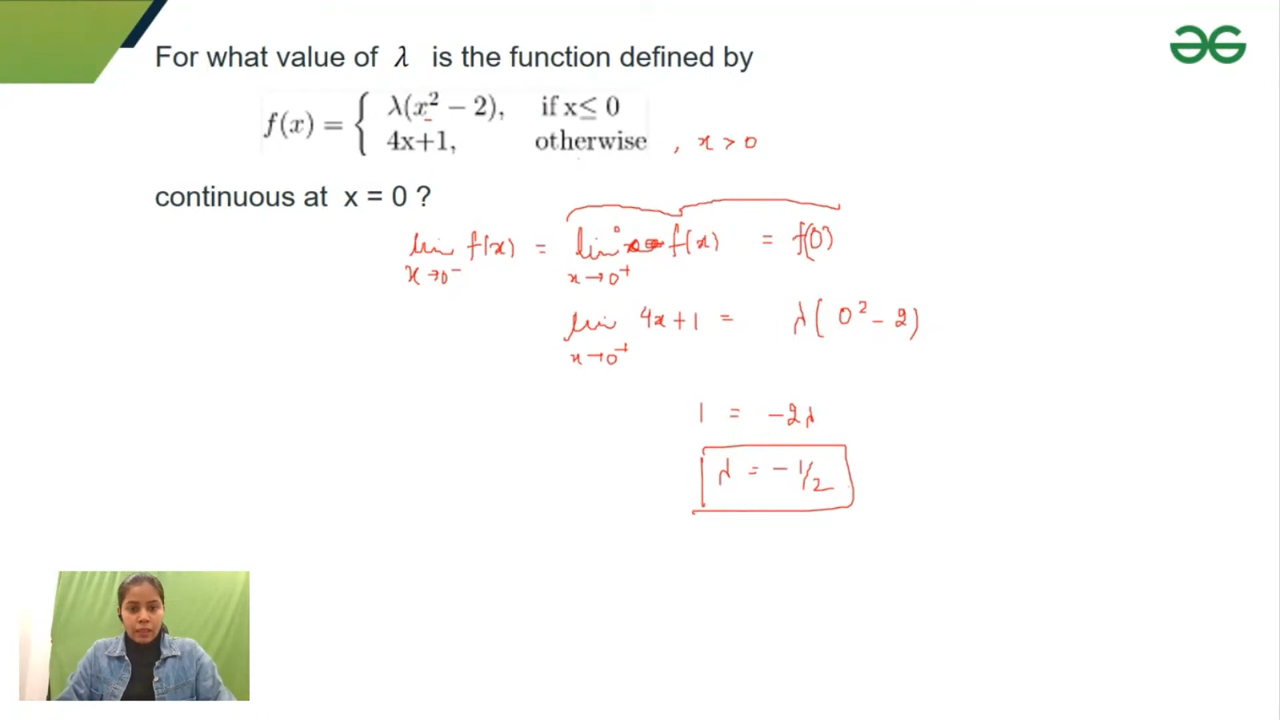 For what value of λ is the function defined by
f(x) = { λ(x² − 2), if x ≤ 0
4x+1, otherwise , x > 0
continuous at x = 0 ?
lim x→0⁻ f(x) = lim x→0⁺ f(x) = f(0)
lim x→0⁺ 4x+1 = λ( 0² − 2)
1 = −2λ
λ = −1/2